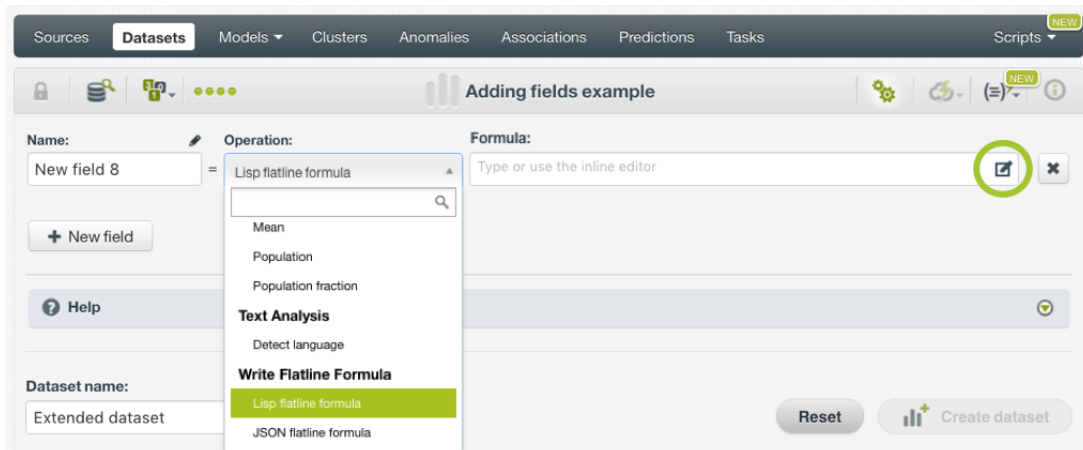 NEW
Sources Datasets Models Clusters Anomalies Associations Predictions Tasks Scripts
NEW
Adding fields example
Name: Operation: Formula:
New field 8 = Lisp flatline formula Type or use the inline editor
Mean
+ New field
Population
Population fraction
Help
Text Analysis
Detect language
Write Flatline Formula
Dataset name:
Lisp flatline formula
Extended dataset Reset Create dataset
JSON flatline formula